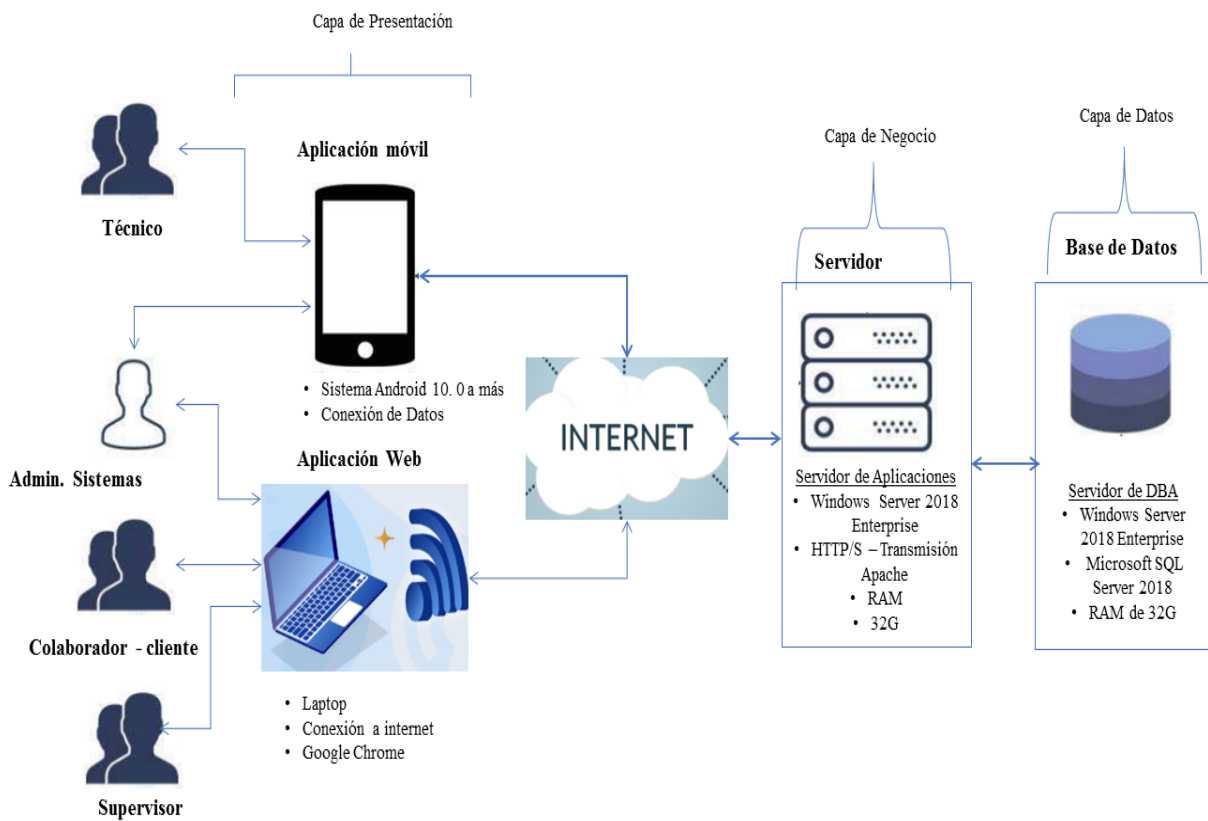 Capa de Presentación
Técnico
Aplicación móvil
• Sistema Android 10. 0 a más
• Conexión de Datos
Admin. Sistemas
Aplicación Web
Colaborador - cliente
• Laptop
• Conexión a internet
• Google Chrome
Supervisor
INTERNET
Capa de Negocio
Servidor
Servidor de Aplicaciones
• Windows Server 2018
Enterprise
• HTTP/S – Transmisión
Apache
• RAM
• 32G
Capa de Datos
Base de Datos
Servidor de DBA
• Windows Server
2018 Enterprise
• Microsoft SQL
Server 2018
• RAM de 32G